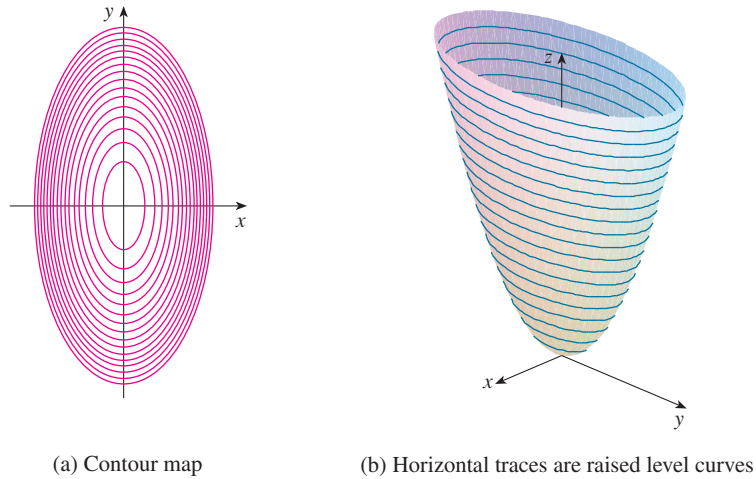 y
x
(a) Contour map
z
x
y
(b) Horizontal traces are raised level curves